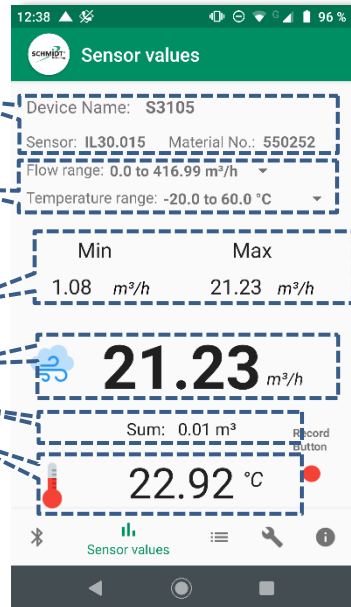 12:38 G 96 %
SCHMIDT Sensor values
Device Name: S3105
Sensor: IL30.015 Material No.: 550252
Flow range: 0.0 to 416.99 m³/h
Temperature range: -20.0 to 60.0 °C
Min Max
1.08 m³/h 21.23 m³/h
21.23 m³/h
Sum: 0.01 m³
Record
Button
22.92 °C
Sensor values